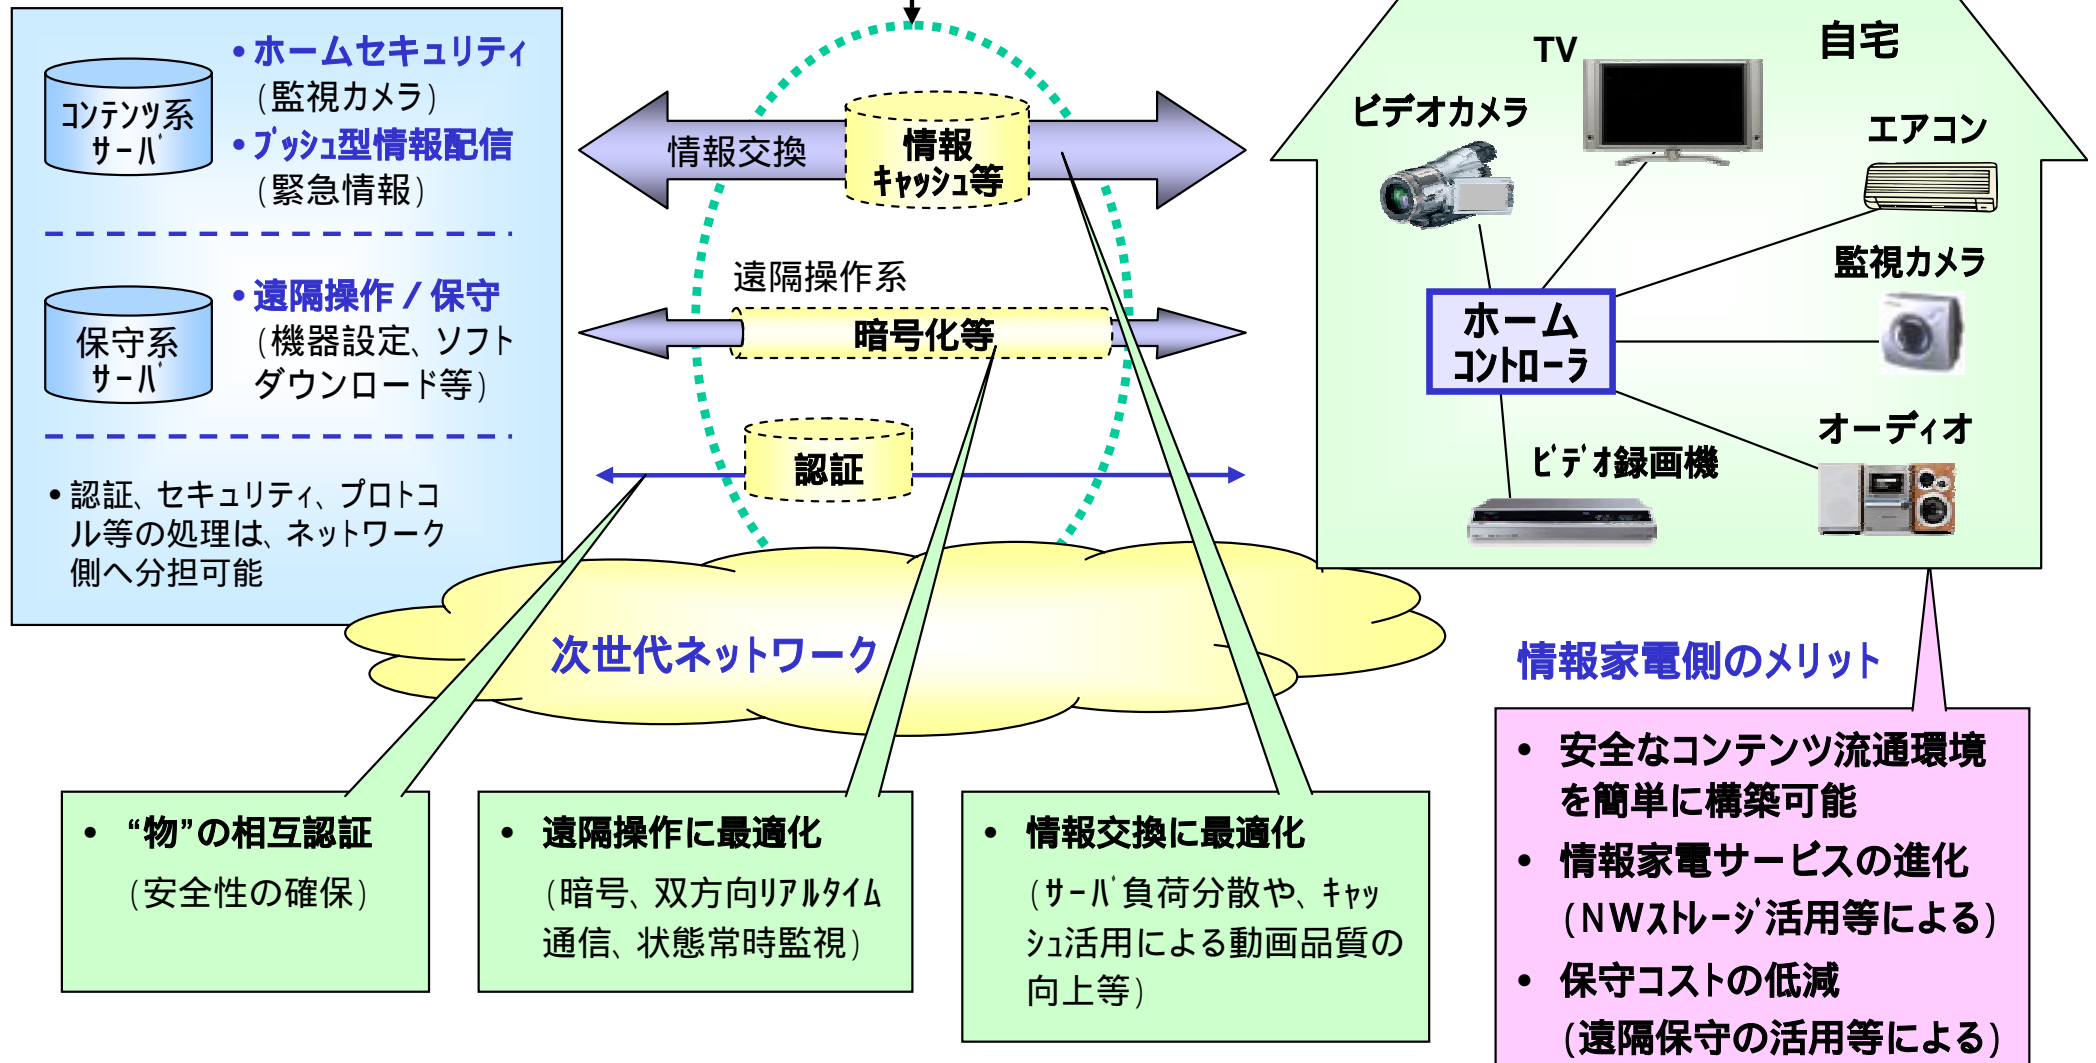 ・ホームセキュリティ
(監視カメラ)
コンテンツ系
サーバ
・プッシュ型情報配信
(緊急情報)
・遠隔操作/保守
(機器設定、ソフト
ダウンロード等)
保守系
サーバ
・認証、セキュリティ、プロトコ
ル等の処理は、ネットワーク
側へ分担可能
情報交換
情報
キャッシュ等
遠隔操作系
暗号化等
認証
次世代ネットワーク
自宅
TV
ビデオカメラ
エアコン
監視カメラ
ホーム
コントローラ
オーディオ
ビデオ録画機
・“物”の相互認証
(安全性の確保)
・遠隔操作に最適化
(暗号、双方向リアルタイム
通信、状態常時監視)
・情報交換に最適化
(サーバ負荷分散や、キャッ
シュ活用による動画品質の
向上等)
情報家電側のメリット
・安全なコンテンツ流通環境
を簡単に構築可能
・情報家電サービスの進化
(NWストレージ活用等による)
・保守コストの低減
(遠隔保守の活用等による)